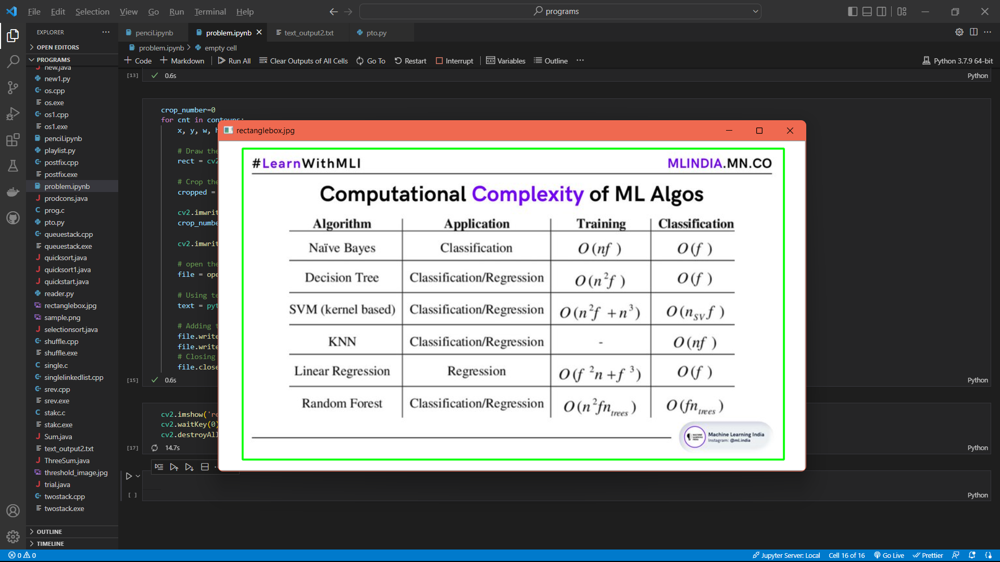 File Edit Selection View Go Run Terminal Help
programs
EXPLORER
OPEN EDITORS
PROGRAMS
new.java
new1.py
os.cpp
os.exe
os1.cpp
os1.exe
pencil.ipynb
playlist.py
postfix.cpp
postfix.exe
problem.ipynb
prodcons.java
prog.c
pto.py
queuestack.cpp
queuestack.exe
quicksort.java
quicksort1.java
quickstart.java
reader.py
rectanglebox.jpg
sample.png
selectionsort.java
shuffle.cpp
shuffle.exe
single.c
singlelinkedlist.cpp
srev.cpp
srev.exe
stakc.c
stakc.exe
Sum.java
text_output2.txt
ThreeSum.java
threshold_image.jpg
trial.java
twostack.cpp
twostack.exe
OUTLINE
TIMELINE
pencil.ipynb problem.ipynb text_output2.txt pto.py
problem.ipynb > empty cell
Code Markdown Run All Clear Outputs of All Cells Go To Restart Interrupt Variables Outline Python 3.7.9 64-bit
[13] 0.6s Python
crop_number=0
for cnt in contours:
x, y, w,
# Draw the
rect = cv2
# Crop the
cropped =
cv2.imwrit
crop_numbe
cv2.imwrit
# open the
file = ope
# Using te
text = pyt
# Adding
file.write
file.write
# Closing
file.close
[15] 0.6s Python
cv2.imshow('re
cv2.waitKey(0)
cv2.destroyAll
[17] 14.7s Python
[ ] Python
rectanglebox.jpg
#LearnWithMLI MLINDIA.MN.CO
Computational Complexity of ML Algos
Algorithm Application Training Classification
Naïve Bayes Classification O(nf) O(f)
Decision Tree Classification/Regression O(n²f) O(f)
SVM (kernel based) Classification/Regression O(n²f +n³) O(n_SV f)
KNN Classification/Regression - O(nf)
Linear Regression Regression O(f²n+f³) O(f)
Random Forest Classification/Regression O(n²fn_trees) O(fn_trees)
Machine Learning India
Instagram: @ml.india
0 0 Jupyter Server: Local Cell 16 of 16 Go Live Prettier